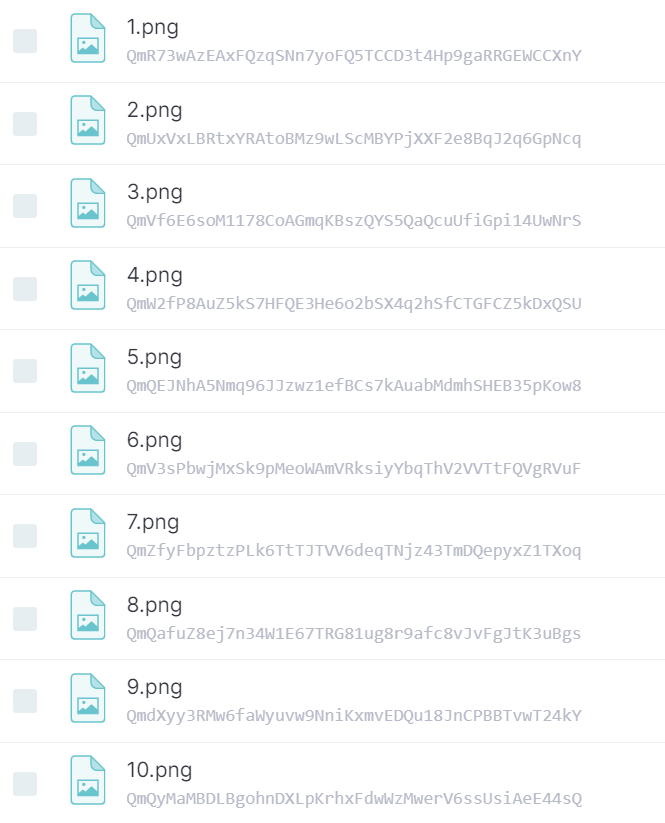 1.png
QmR73wAzEAxFQzqSNn7yoFQ5TCCD3t4Hp9gaRRGEWCCXnY
2.png
QmUxVxLBRtxYRAtoBMz9wLScMBYPjXXF2e8BqJ2q6GpNcq
3.png
QmVf6E6soM1178CoAGmqKBszQYS5QaQcuUfiGpi14UwNrS
4.png
QmW2fP8AuZ5kS7HFQE3He6o2bSX4q2hSfCTGFCZ5kDxQSU
5.png
QmQEJNhA5Nmq96JJzwz1efBCs7kAuabMdmhSHEB35pKow8
6.png
QmV3sPbwjMxSk9pMeoWAmVRksiyYbqThV2VVTtFQVgRVuF
7.png
QmZfyFbpztzPLk6TtTJTVV6deqTNjz43TmDQepyxZ1TXoq
8.png
QmQafuZ8ej7n34W1E67TRG81ug8r9afc8vJvFgJtK3uBgs
9.png
QmdXyy3RMw6faWyuvw9NniKxmvEDQu18JnCPBBTvwT24kY
10.png
QmQyMaMBDLBgohnDXLpKrhxFdwWzMwerV6ssUsiAeE44sQ